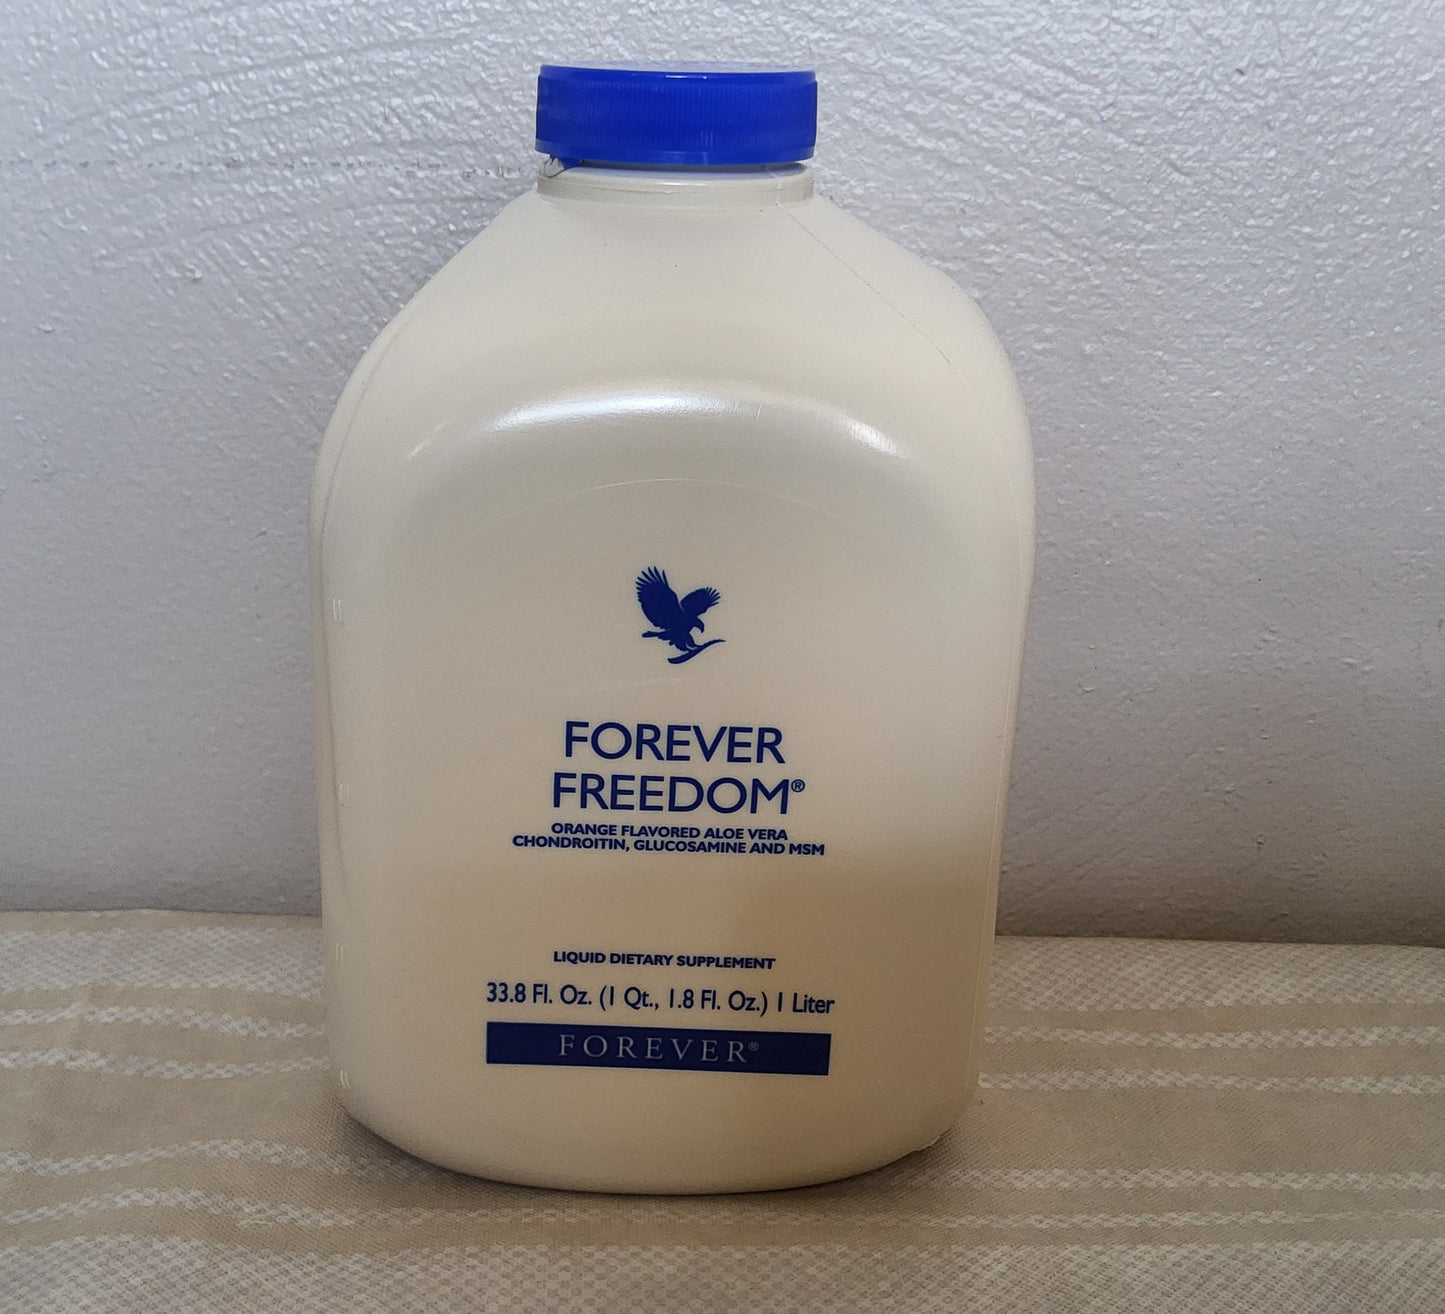 FOREVER
FREEDOM®
ORANGE FLAVORED ALOE VERA
CHONDROITIN, GLUCOSAMINE AND MSM
LIQUID DIETARY SUPPLEMENT
33.8 Fl. Oz. (1 Qt., 1.8 Fl. Oz.) 1 Liter
FOREVER®